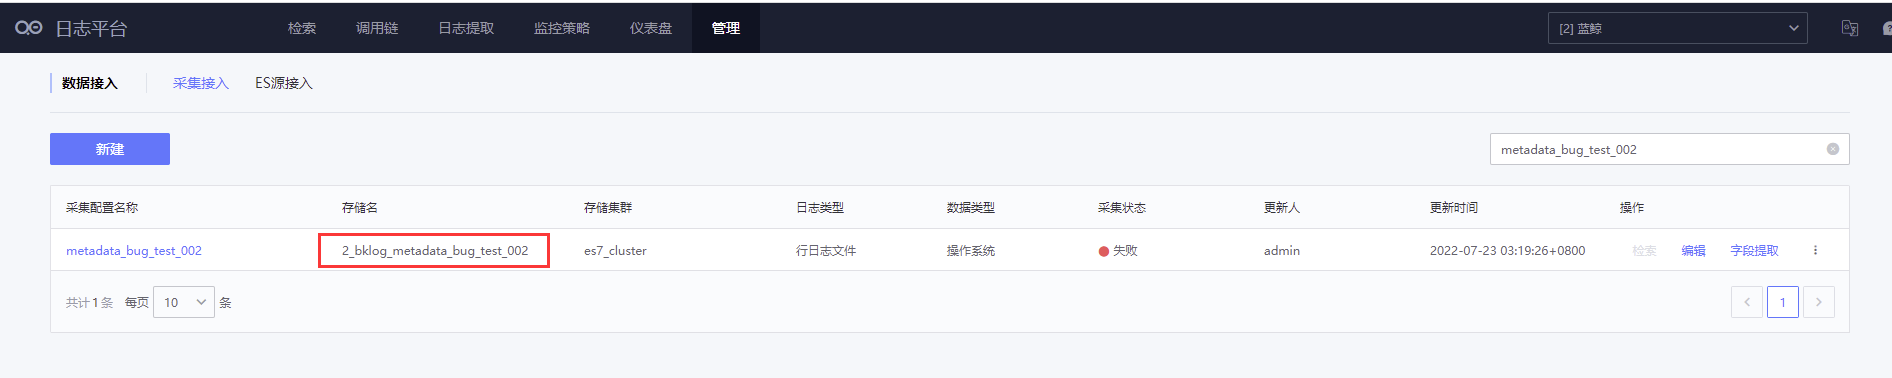 日志平台 检索 调用链 日志提取 监控策略 仪表盘 管理 [2] 蓝鲸
数据接入 采集接入 ES源接入
新建 metadata_bug_test_002
采集配置名称 存储名 存储集群 日志类型 数据类型 采集状态 更新人 更新时间 操作
metadata_bug_test_002 2_bklog_metadata_bug_test_002 es7_cluster 行日志文件 操作系统 失败 admin 2022-07-23 03:19:26+0800 检索 编辑 字段提取
共计1条 每页 10 条 1